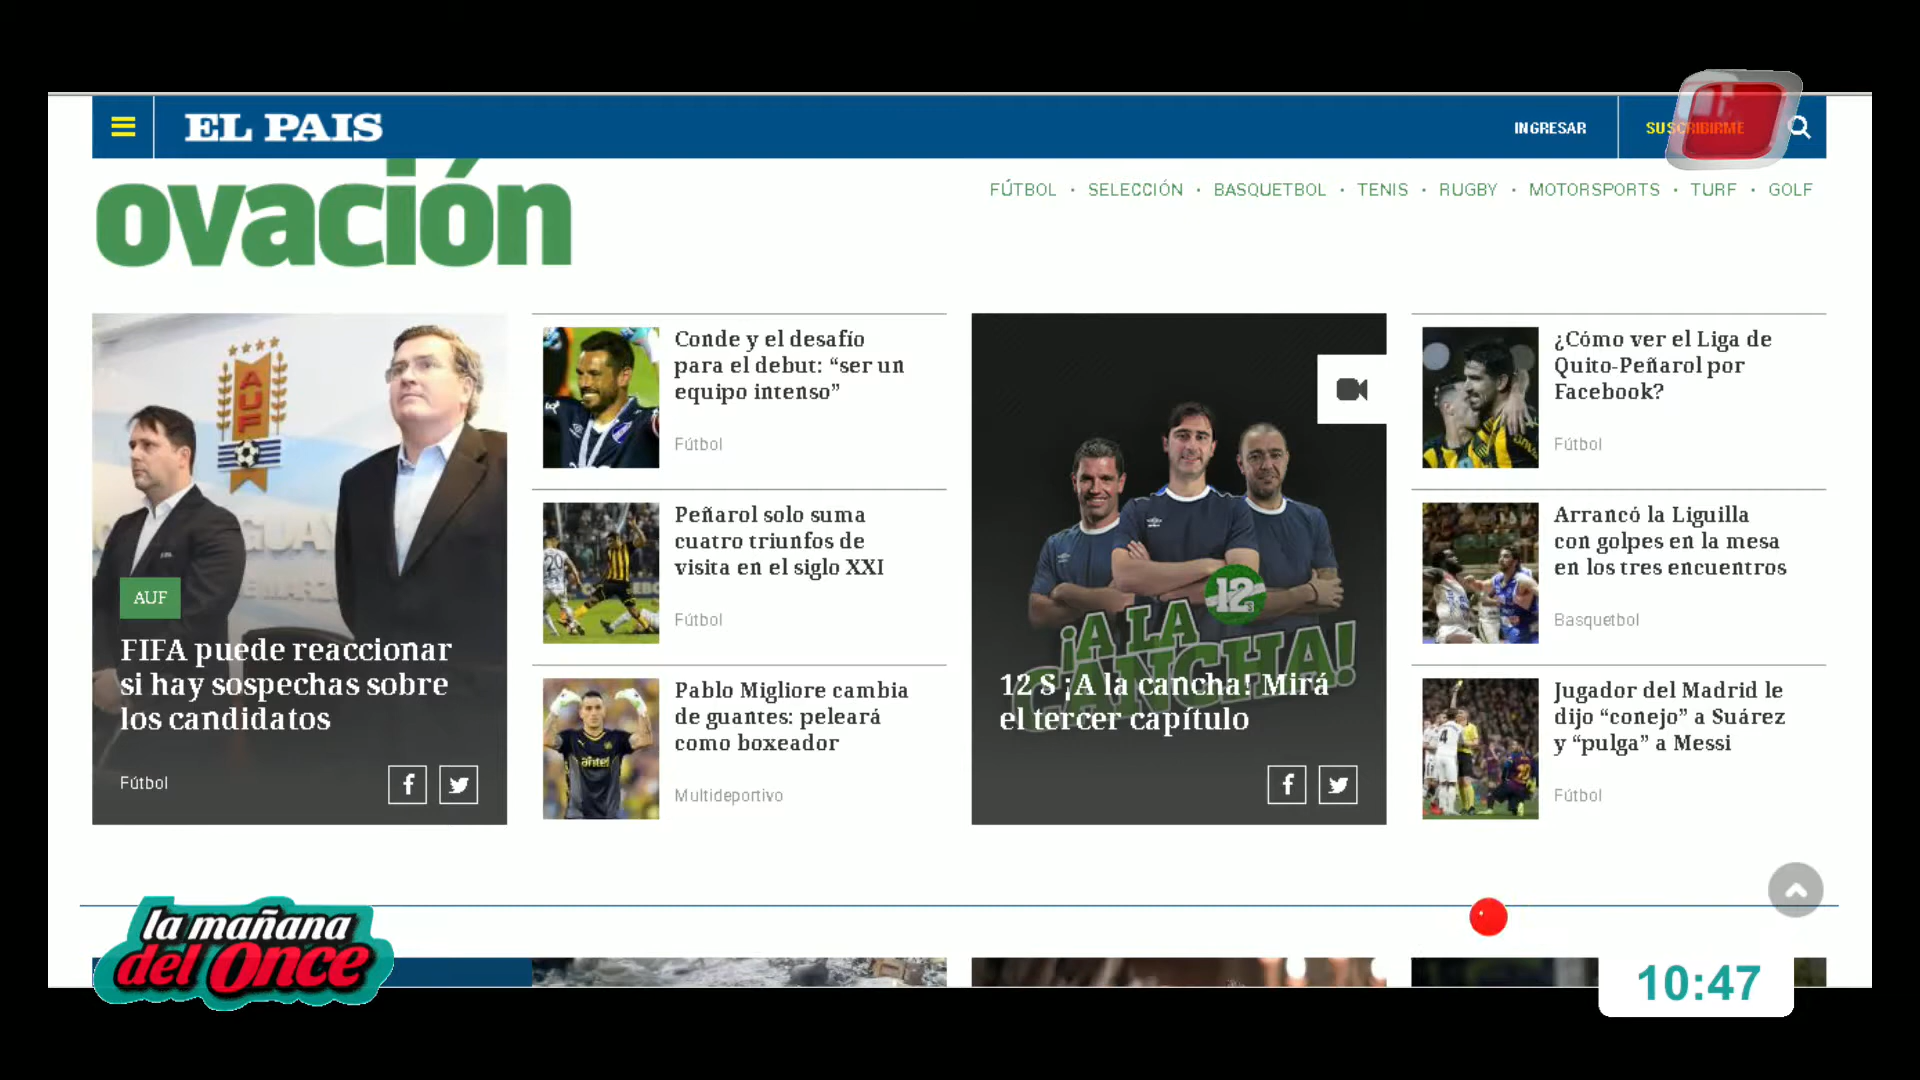 EL PAIS
INGRESAR
SUSCRIBIRME
ovación
FÚTBOL · SELECCIÓN · BASQUETBOL · TENIS · RUGBY · MOTORSPORTS · TURF · GOLF
AUF
AUF
FIFA puede reaccionar
si hay sospechas sobre
los candidatos
Fútbol
Conde y el desafío
para el debut: “ser un
equipo intenso”
Fútbol
Peñarol solo suma
cuatro triunfos de
visita en el siglo XXI
Fútbol
antel
Pablo Migliore cambia
de guantes: peleará
como boxeador
Multideportivo
12
¡A LA
CANCHA!
12 S ¡A la cancha! Mirá
el tercer capítulo
¿Cómo ver el Liga de
Quito-Peñarol por
Facebook?
Fútbol
Arrancó la Liguilla
con golpes en la mesa
en los tres encuentros
Basquetbol
Jugador del Madrid le
dijo “conejo” a Suárez
y “pulga” a Messi
Fútbol
la mañana
del Once
10:47